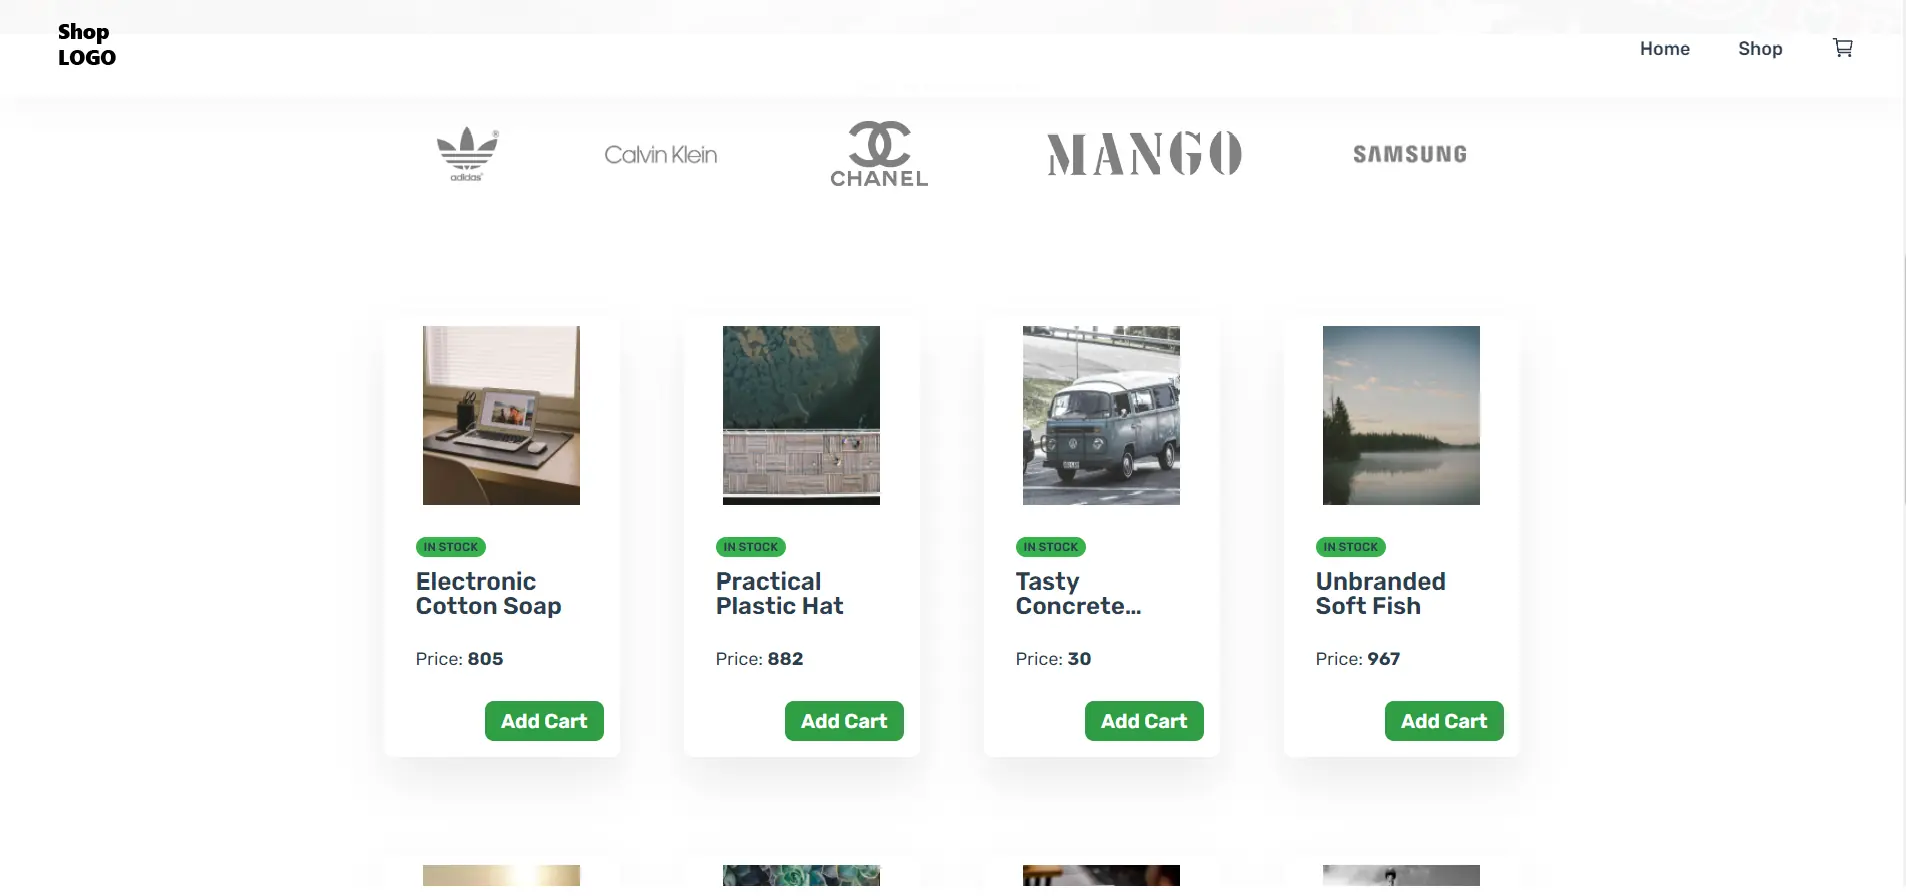 Shop
LOGO
Home
Shop
adidas®
Calvin Klein
CHANEL
MANGO
SAMSUNG
IN STOCK
Electronic
Cotton Soap
Price: 805
Add Cart
IN STOCK
Practical
Plastic Hat
Price: 882
Add Cart
IN STOCK
Tasty
Concrete...
Price: 30
Add Cart
IN STOCK
Unbranded
Soft Fish
Price: 967
Add Cart